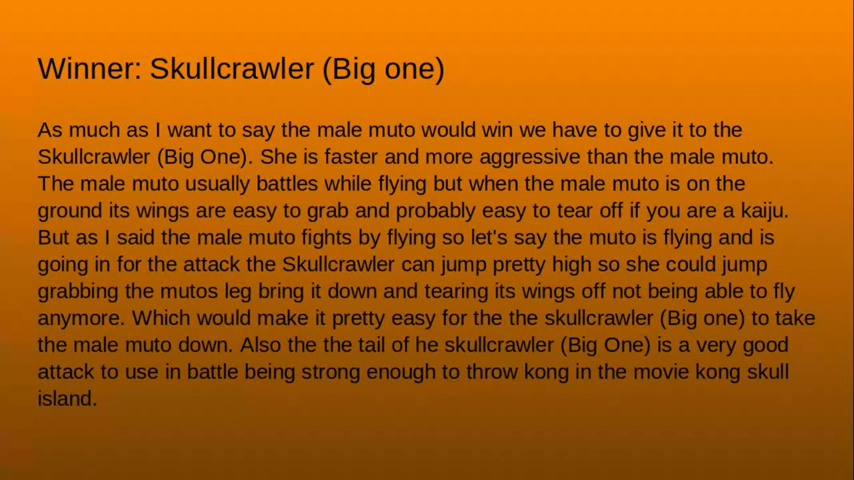 Winner: Skullcrawler (Big one)
As much as I want to say the male muto would win we have to give it to the
Skullcrawler (Big One). She is faster and more aggressive than the male muto.
The male muto usually battles while flying but when the male muto is on the
ground its wings are easy to grab and probably easy to tear off if you are a kaiju.
But as I said the male muto fights by flying so let's say the muto is flying and is
going in for the attack the Skullcrawler can jump pretty high so she could jump
grabbing the mutos leg bring it down and tearing its wings off not being able to fly
anymore. Which would make it pretty easy for the the skullcrawler (Big one) to take
the male muto down. Also the the tail of he skullcrawler (Big One) is a very good
attack to use in battle being strong enough to throw kong in the movie kong skull
island.